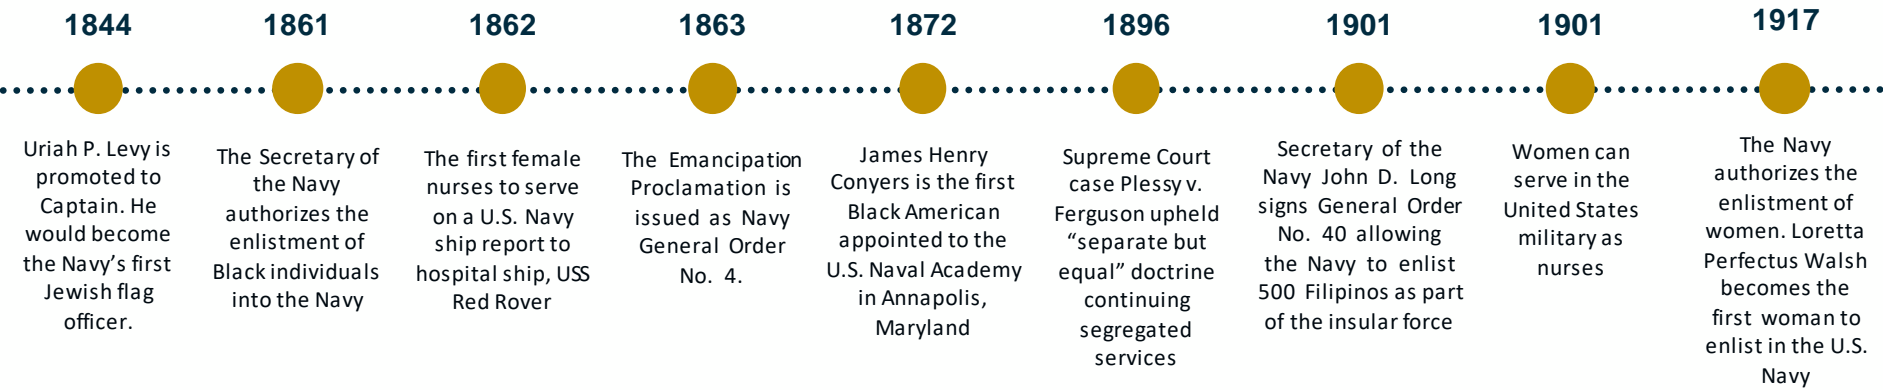 1844
Uriah P. Levy is
promoted to
Captain. He
would become
the Navy’s first
Jewish flag
officer.
1861
The Secretary of
the Navy
authorizes the
enlistment of
Black individuals
into the Navy
1862
The first female
nurses to serve
on a U.S. Navy
ship report to
hospital ship, USS
Red Rover
1863
The Emancipation
Proclamation is
issued as Navy
General Order
No. 4.
1872
James Henry
Conyers is the first
Black American
appointed to the
U.S. Naval Academy
in Annapolis,
Maryland
1896
Supreme Court
case Plessy v.
Ferguson upheld
“separate but
equal” doctrine
continuing
segregated
services
1901
Secretary of the
Navy John D. Long
signs General Order
No. 40 allowing
the Navy to enlist
500 Filipinos as part
of the insular force
1901
Women can
serve in the
United States
military as
nurses
1917
The Navy
authorizes the
enlistment of
women. Loretta
Perfectus Walsh
becomes the
first woman to
enlist in the U.S.
Navy